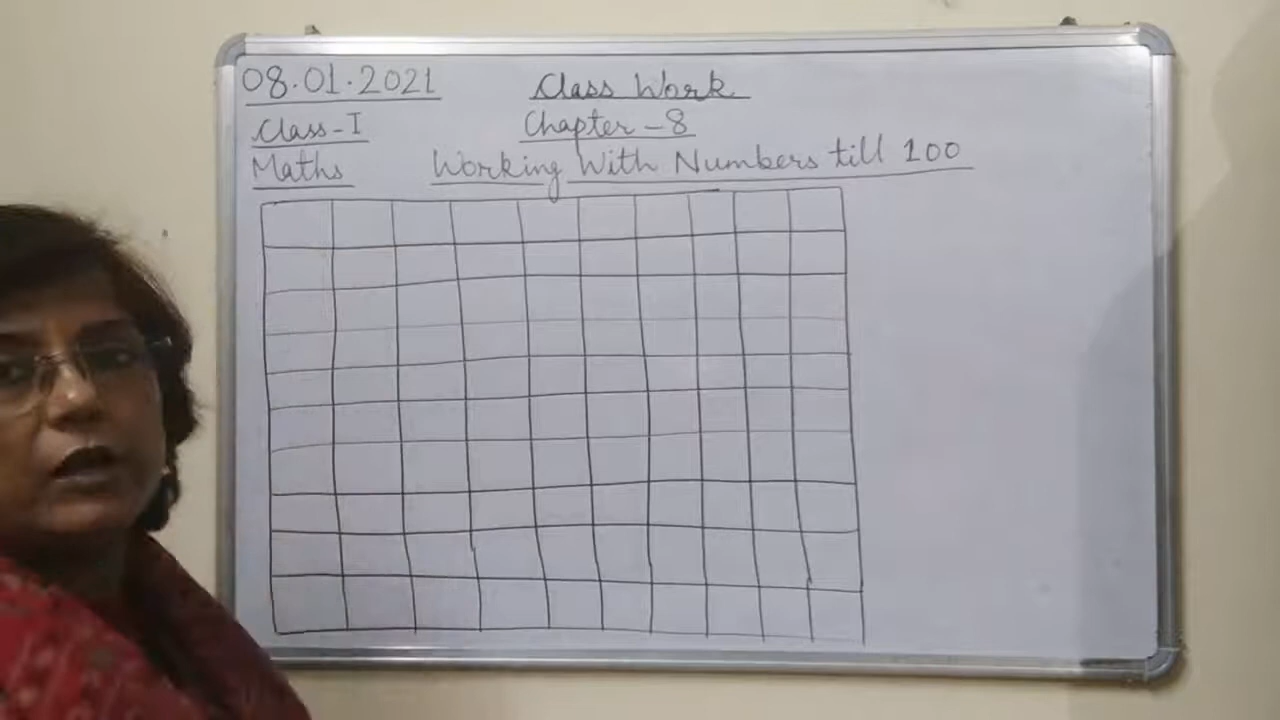 08.01.2021 Class Work
Class-I Chapter-8
Maths Working With Numbers till 100